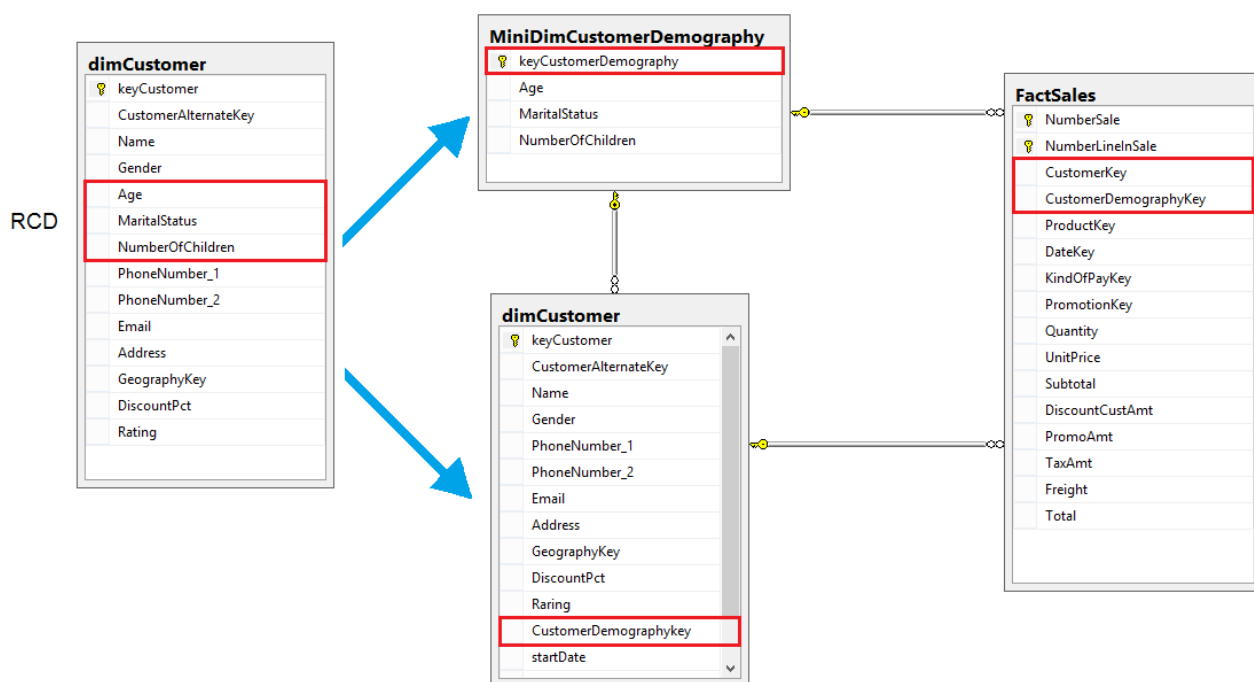 RCD
dimCustomer
keyCustomer
CustomerAlternateKey
Name
Gender
Age
MaritalStatus
NumberOfChildren
PhoneNumber_1
PhoneNumber_2
Email
Address
GeographyKey
DiscountPct
Rating
MiniDimCustomerDemography
keyCustomerDemography
Age
MaritalStatus
NumberOfChildren
dimCustomer
keyCustomer
CustomerAlternateKey
Name
Gender
PhoneNumber_1
PhoneNumber_2
Email
Address
GeographyKey
DiscountPct
Raring
CustomerDemographykey
startDate
FactSales
NumberSale
NumberLineInSale
CustomerKey
CustomerDemographyKey
ProductKey
DateKey
KindOfPayKey
PromotionKey
Quantity
UnitPrice
Subtotal
DiscountCustAmt
PromoAmt
TaxAmt
Freight
Total